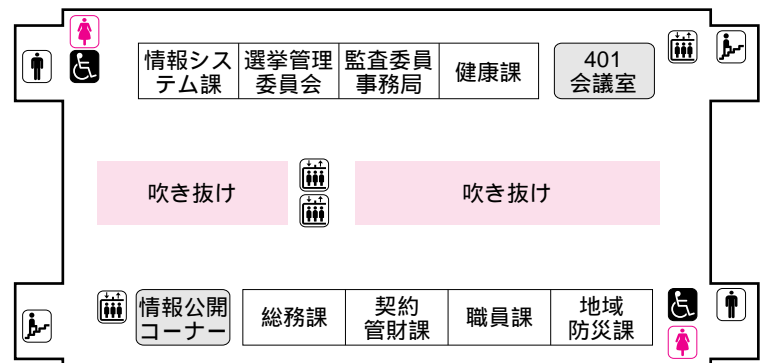 情報シス
テム課
選挙管理
委員会
監査委員
事務局
健康課
401
会議室
吹き抜け
吹き抜け
情報公開
コーナー
総務課
契約
管財課
職員課
地域
防災課